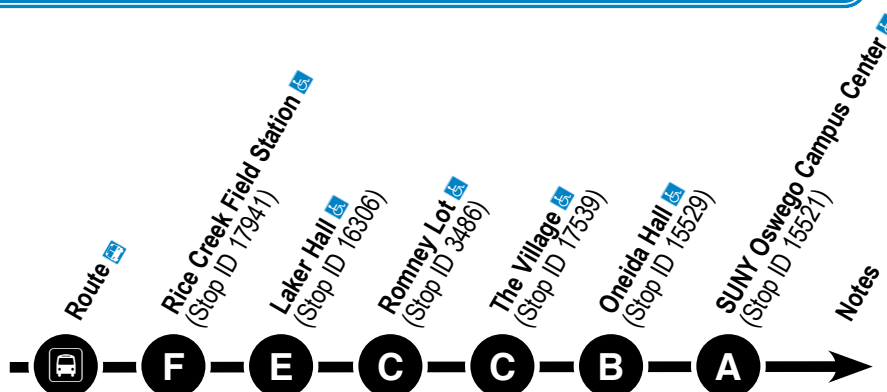 Route
Rice Creek Field Station
(Stop ID 17941)
Laker Hall
(Stop ID 16306)
Romney Lot
(Stop ID 3486)
The Village
(Stop ID 17539)
Oneida Hall
(Stop ID 15529)
SUNY Oswego Campus Center
(Stop ID 15521)
Notes
F E C C B A